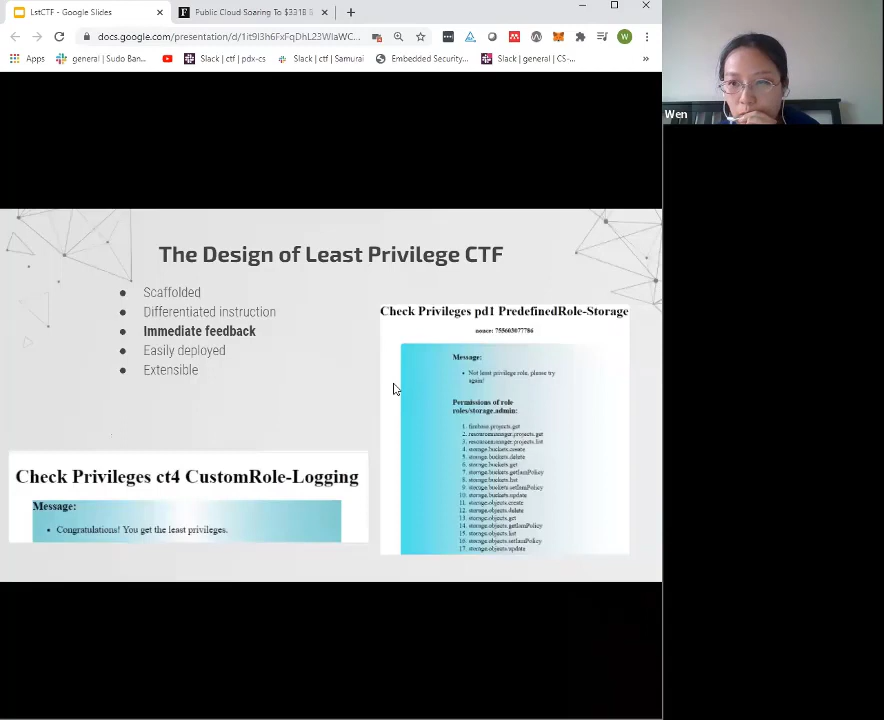 LstCTF - Google Slides
Public Cloud Soaring To $331B
docs.google.com/presentation/d/1it9I3h6FxFqDhL23WlaWC...
W
Apps
general | Sudo Ban...
Slack | ctf | pdx-cs
Slack | ctf | Samurai
Embedded Security...
Slack | general | CS-...
»
Wen
The Design of Least Privilege CTF
● Scaffolded
● Differentiated instruction
● Immediate feedback
● Easily deployed
● Extensible
Check Privileges pd1 PredefinedRole-Storage
nonce: 755603077786
Message:
• Not least privilege role, please try
again!
Permissions of role
roles/storage.admin:
1. firebase.projects.get
2. resourcemanager.projects.get
3. resourcemanager.projects.list
4. storage.buckets.create
5. storage.buckets.delete
6. storage.buckets.get
7. storage.buckets.getIamPolicy
8. storage.buckets.list
9. storage.buckets.setIamPolicy
10. storage.buckets.update
11. storage.objects.create
12. storage.objects.delete
13. storage.objects.get
14. storage.objects.getIamPolicy
15. storage.objects.list
16. storage.objects.setIamPolicy
17. storage.objects.update
Check Privileges ct4 CustomRole-Logging
Message:
• Congratulations! You get the least privileges.